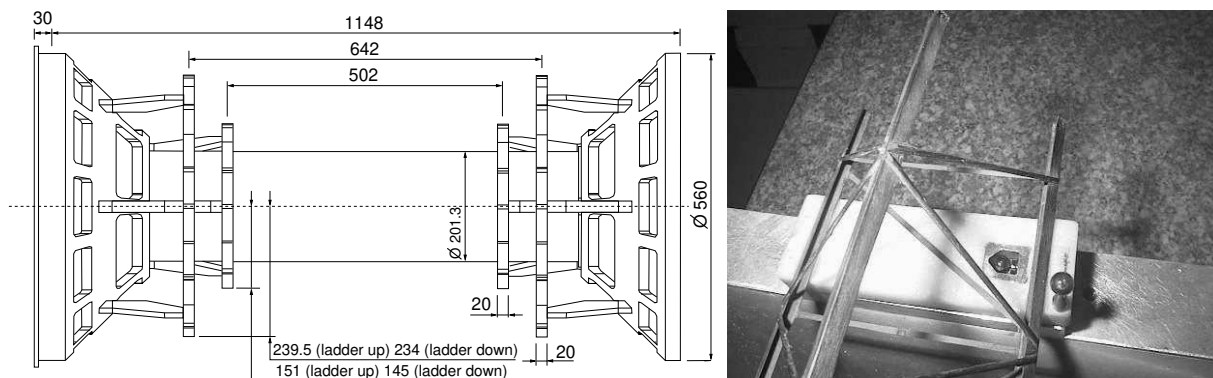 30
1148
642
502
Ø 201.3
Ø 560
20
20
239.5 (ladder up) 234 (ladder down)
151 (ladder up) 145 (ladder down)